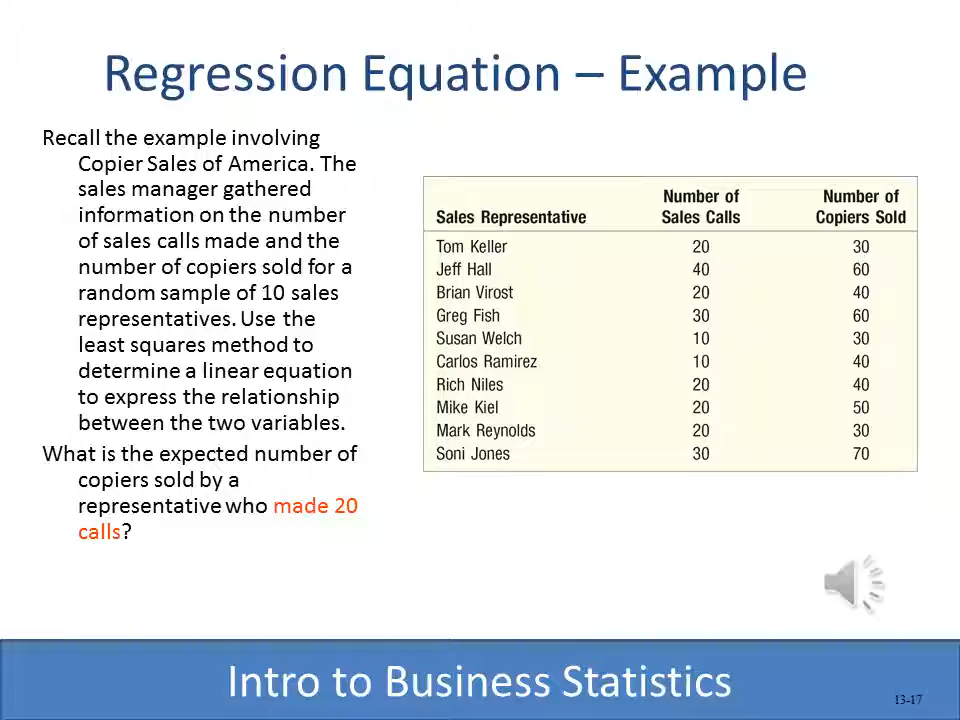 Regression Equation – Example
Recall the example involving
Copier Sales of America. The
sales manager gathered
information on the number
of sales calls made and the
number of copiers sold for a
random sample of 10 sales
representatives. Use the
least squares method to
determine a linear equation
to express the relationship
between the two variables.
What is the expected number of
copiers sold by a
representative who made 20
calls?
Number of Number of
Sales Representative Sales Calls Copiers Sold
Tom Keller 20 30
Jeff Hall 40 60
Brian Virost 20 40
Greg Fish 30 60
Susan Welch 10 30
Carlos Ramirez 10 40
Rich Niles 20 40
Mike Kiel 20 50
Mark Reynolds 20 30
Soni Jones 30 70
Intro to Business Statistics
13-17